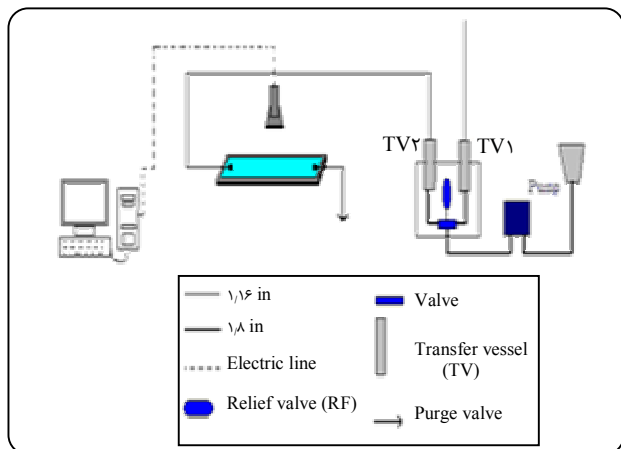 TV۲
TV۱
Pump
۱٫۱۶ in
۱٫۸ in
Electric line
Relief valve (RF)
Valve
Transfer vessel
(TV)
Purge valve